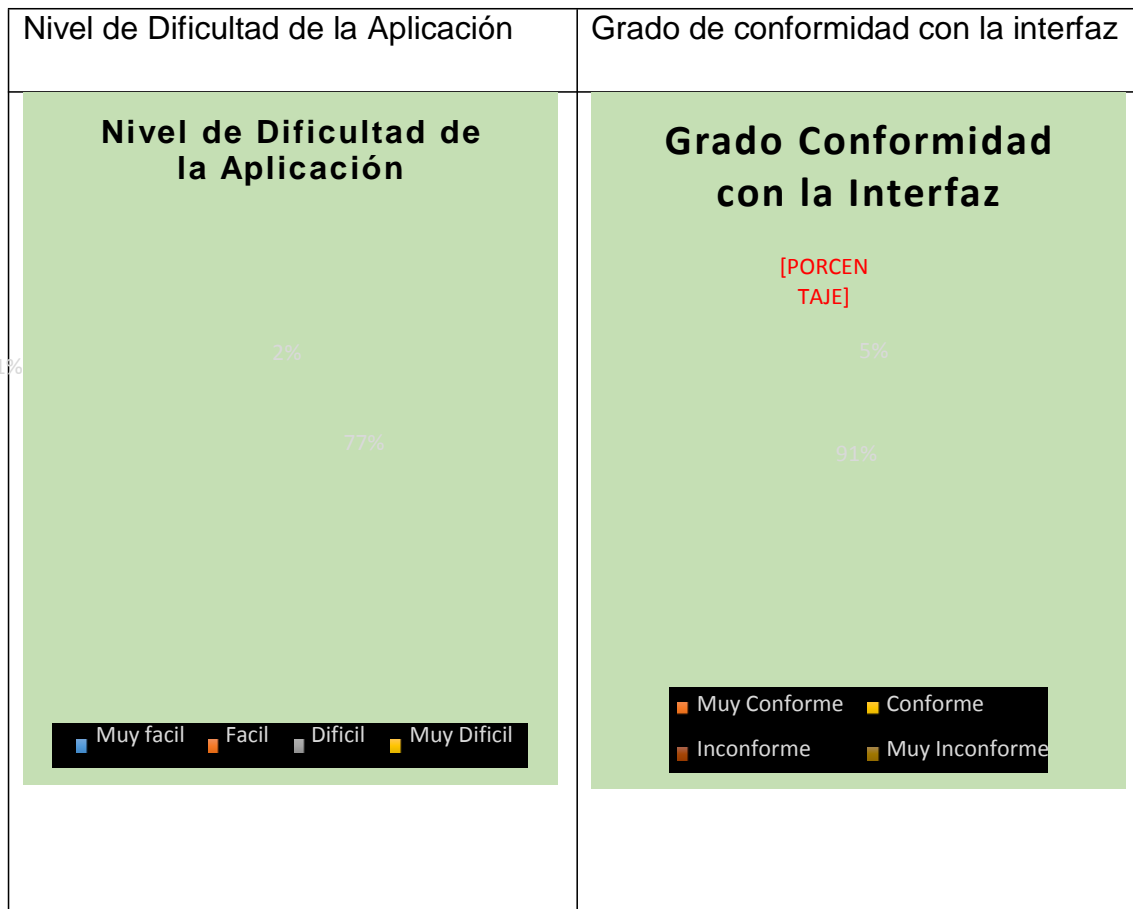 Nivel de Dificultad de la Aplicación
Grado de conformidad con la interfaz
Nivel de Dificultad de
la Aplicación
2%
77%
Muy facil Facil Dificil Muy Dificil
Grado Conformidad
con la Interfaz
[PORCEN
TAJE]
5%
91%
Muy Conforme Conforme
Inconforme Muy Inconforme